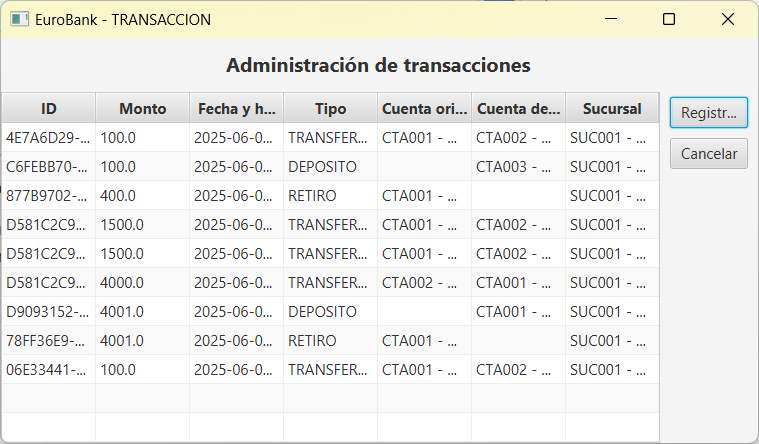 EuroBank - TRANSACCION
Administración de transacciones
ID Monto Fecha y h... Tipo Cuenta ori... Cuenta de... Sucursal
4E7A6D29-... 100.0 2025-06-0... TRANSFER... CTA001 - ... CTA002 - ... SUC001 - ...
C6FEBB70-... 100.0 2025-06-0... DEPOSITO CTA003 - ... SUC001 - ...
877B9702-... 400.0 2025-06-0... RETIRO CTA001 - ... SUC001 - ...
D581C2C9... 1500.0 2025-06-0... TRANSFER... CTA001 - ... CTA002 - ... SUC001 - ...
D581C2C9... 1500.0 2025-06-0... TRANSFER... CTA001 - ... CTA002 - ... SUC001 - ...
D581C2C9... 4000.0 2025-06-0... TRANSFER... CTA002 - ... CTA001 - ... SUC001 - ...
D9093152-... 4001.0 2025-06-0... DEPOSITO CTA001 - ... SUC001 - ...
78FF36E9-... 4001.0 2025-06-0... RETIRO CTA001 - ... SUC001 - ...
06E33441-... 100.0 2025-06-0... TRANSFER... CTA001 - ... CTA002 - ... SUC001 - ...
Registr...
Cancelar